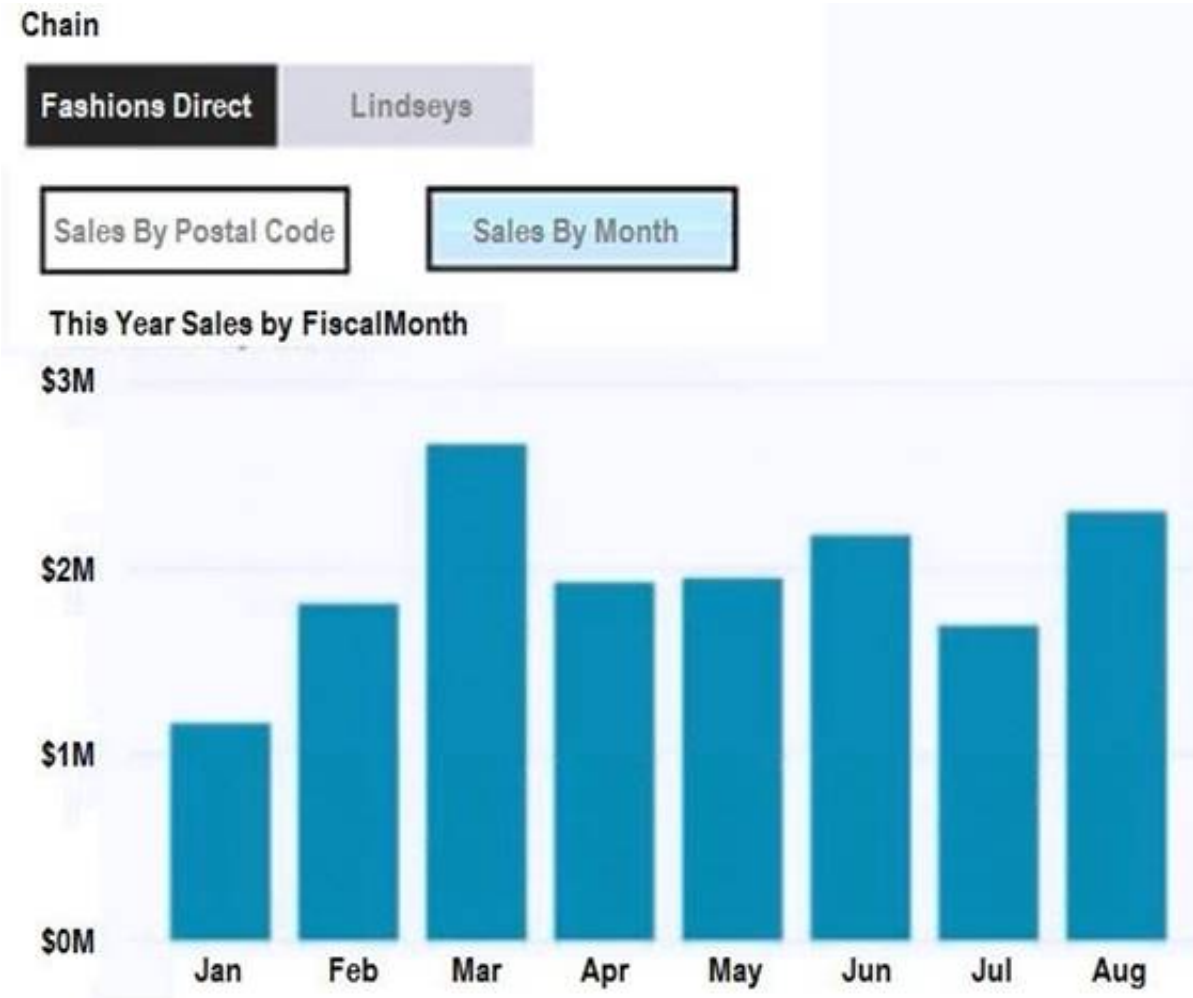 Chain
Fashions Direct Lindseys
Sales By Postal Code Sales By Month
This Year Sales by FiscalMonth
$3M
$2M
$1M
$0M
Jan Feb Mar Apr May Jun Jul Aug